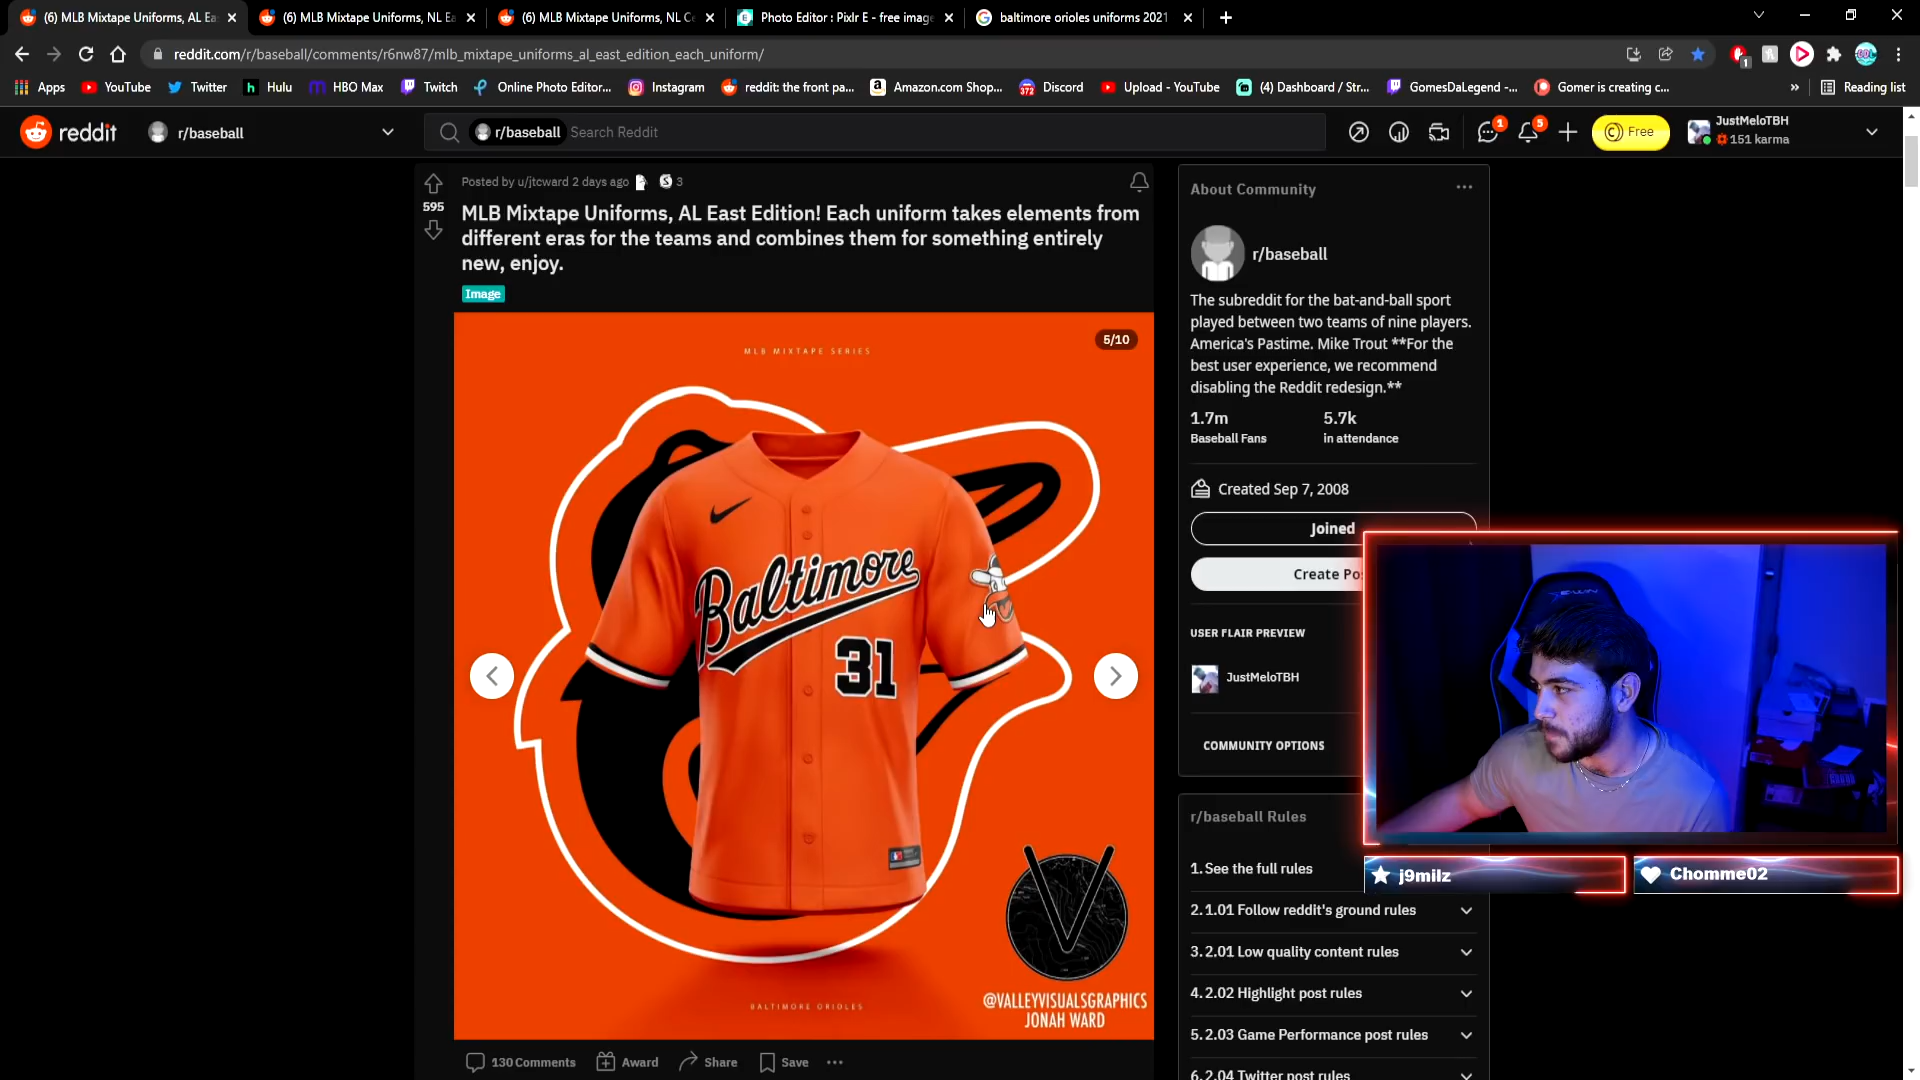 (6) MLB Mixtape Uniforms, AL Ea
(6) MLB Mixtape Uniforms, NL Ea
(6) MLB Mixtape Uniforms, NL Ce
Photo Editor : Pixlr E - free image
baltimore orioles uniforms 2021
reddit.com/r/baseball/comments/r6nw87/mlb_mixtape_uniforms_al_east_edition_each_uniform/
1
Apps
YouTube
Twitter
h
Hulu
HBO Max
Twitch
Online Photo Editor...
Instagram
reddit: the front pa...
Amazon.com Shop...
372
Discord
Upload - YouTube
(4) Dashboard / Str...
GomesDaLegend -...
Gomer is creating c...
Reading list
reddit
r/baseball
r/baseball
Search Reddit
1
5
Free
JustMeloTBH
151 karma
Posted by u/jtcward 2 days ago
3
595
MLB Mixtape Uniforms, AL East Edition! Each uniform takes elements from
different eras for the teams and combines them for something entirely
new, enjoy.
Image
5/10
MLB MIXTAPE SERIES
Baltimore
31
BALTIMORE ORIOLES
@VALLEYVISUALSGRAPHICS
JONAH WARD
130 Comments
Award
Share
Save
About Community
r/baseball
The subreddit for the bat-and-ball sport
played between two teams of nine players.
America's Pastime. Mike Trout **For the
best user experience, we recommend
disabling the Reddit redesign.**
1.7m
5.7k
Baseball Fans
in attendance
Created Sep 7, 2008
Joined
Create Pos
USER FLAIR PREVIEW
JustMeloTBH
COMMUNITY OPTIONS
r/baseball Rules
1. See the full rules
2. 1.01 Follow reddit's ground rules
3. 2.01 Low quality content rules
4. 2.02 Highlight post rules
5. 2.03 Game Performance post rules
6. 2.04 Twitter post rules
j9milz
Chomme02